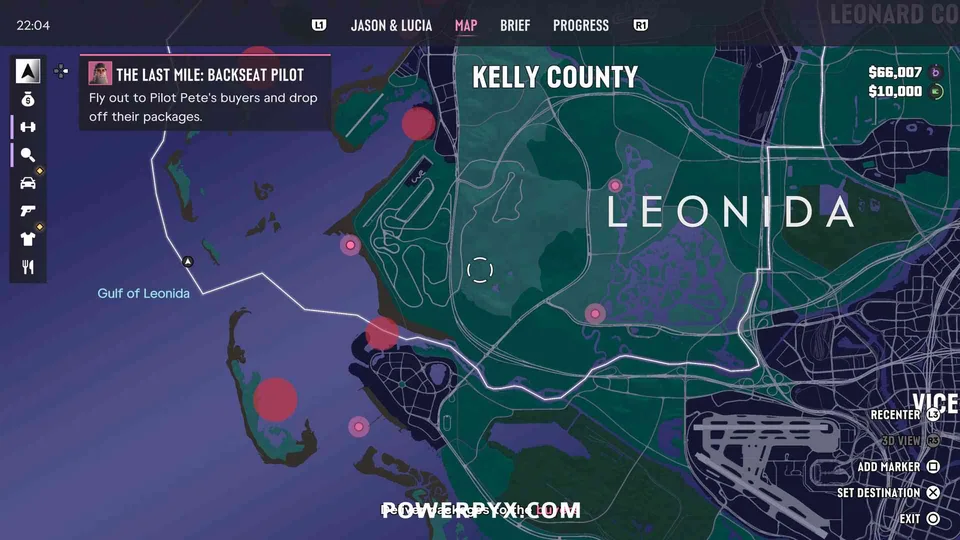 22:04
L1 JASON & LUCIA MAP BRIEF PROGRESS R1
LEONARD CO
THE LAST MILE: BACKSEAT PILOT
Fly out to Pilot Pete's buyers and drop
off their packages.
KELLY COUNTY
$66,007
$10,000
LEONIDA
Gulf of Leonida
VICE
RECENTER L3
3D VIEW R3
ADD MARKER
SET DESTINATION
EXIT
POWERPYX.COM